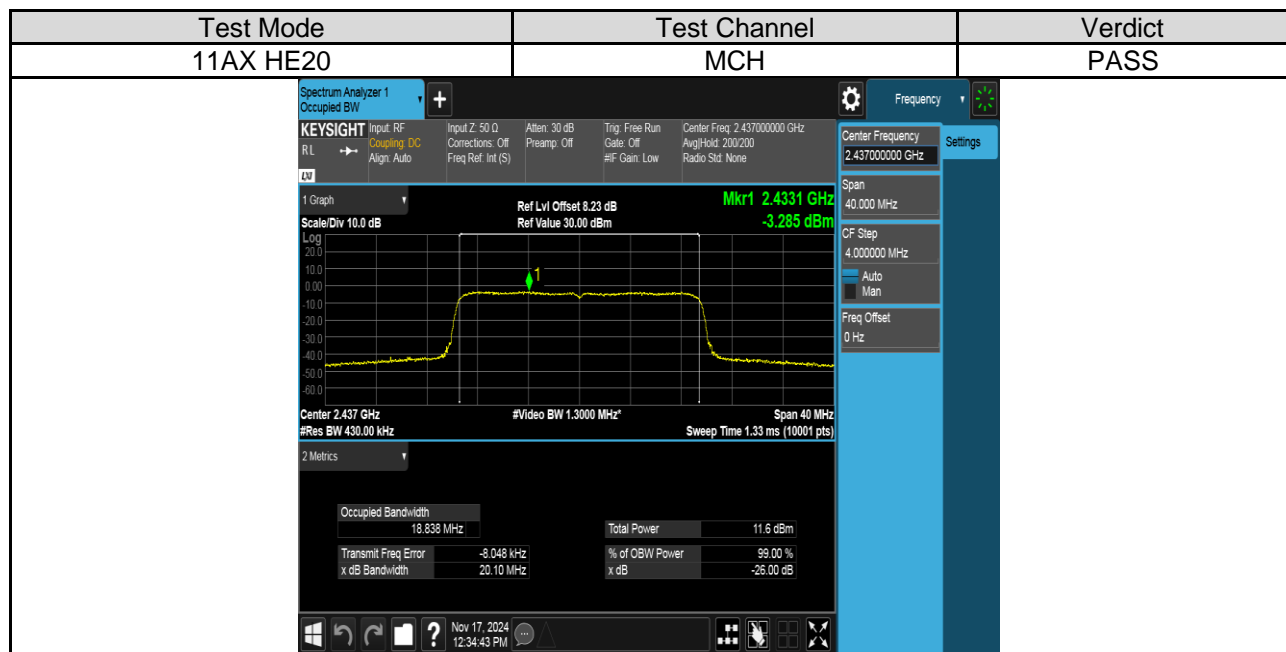 Test Mode Test Channel Verdict
11AX HE20 MCH PASS
Spectrum Analyzer 1
Occupied BW
+
Frequency
KEYSIGHT
RL
LXI
Input: RF
Coupling: DC
Align: Auto
Input Z: 50 Ω
Corrections: Off
Freq Ref: Int (S)
Atten: 30 dB
Preamp: Off
Trig: Free Run
Gate: Off
#IF Gain: Low
Center Freq: 2.437000000 GHz
Avg|Hold: 200/200
Radio Std: None
Center Frequency
2.437000000 GHz
Settings
Span
40.000 MHz
CF Step
4.000000 MHz
Auto
Man
Freq Offset
0 Hz
1 Graph
Scale/Div 10.0 dB
Ref Lvl Offset 8.23 dB
Ref Value 30.00 dBm
Mkr1 2.4331 GHz
-3.285 dBm
Log
20.0
10.0
0.00
-10.0
-20.0
-30.0
-40.0
-50.0
-60.0
1
Center 2.437 GHz
#Res BW 430.00 kHz
#Video BW 1.3000 MHz*
Span 40 MHz
Sweep Time 1.33 ms (10001 pts)
2 Metrics
Occupied Bandwidth
18.838 MHz
Total Power 11.6 dBm
Transmit Freq Error -8.048 kHz
% of OBW Power 99.00 %
x dB Bandwidth 20.10 MHz
x dB -26.00 dB
?
Nov 17, 2024
12:34:43 PM